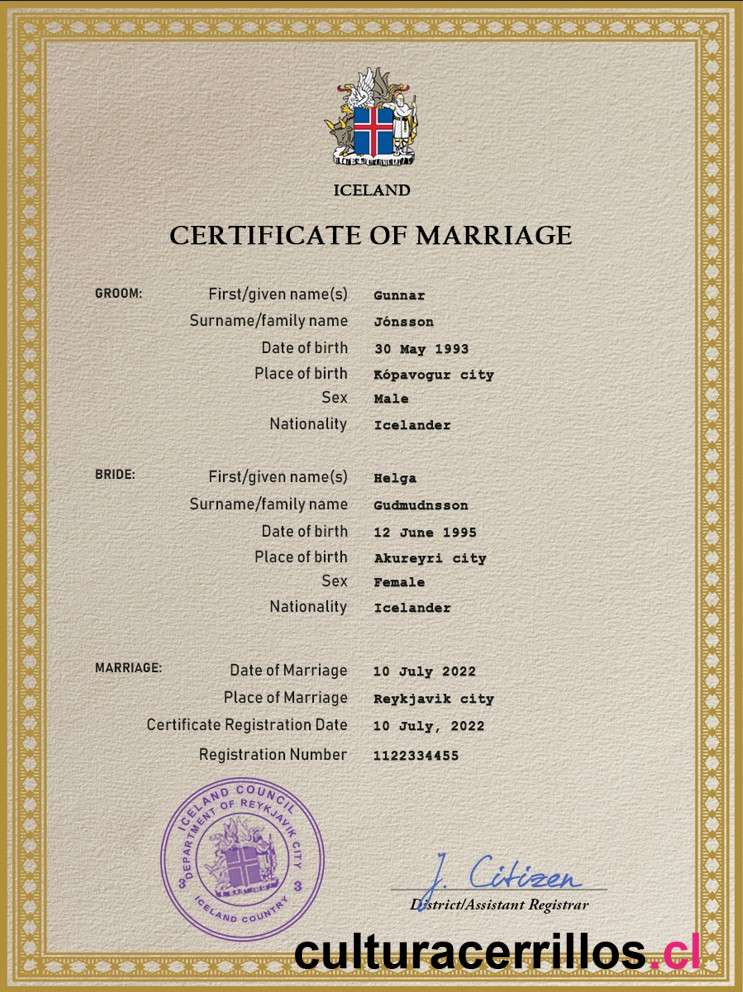 ICELAND
CERTIFICATE OF MARRIAGE
GROOM: First/given name(s) Gunnar
Surname/family name Jónsson
Date of birth 30 May 1993
Place of birth Kópavogur city
Sex Male
Nationality Icelander
BRIDE: First/given name(s) Helga
Surname/family name Gudmudnsson
Date of birth 12 June 1995
Place of birth Akureyri city
Sex Female
Nationality Icelander
MARRIAGE: Date of Marriage 10 July 2022
Place of Marriage Reykjavik city
Certificate Registration Date 10 July, 2022
Registration Number 1122334455
ICELAND COUNCIL
DEPARTMENT OF REYKJAVIK CITY
3 3
ICELAND COUNTRY
J. Citizen
District/Assistant Registrar
culturacerrillos.cl